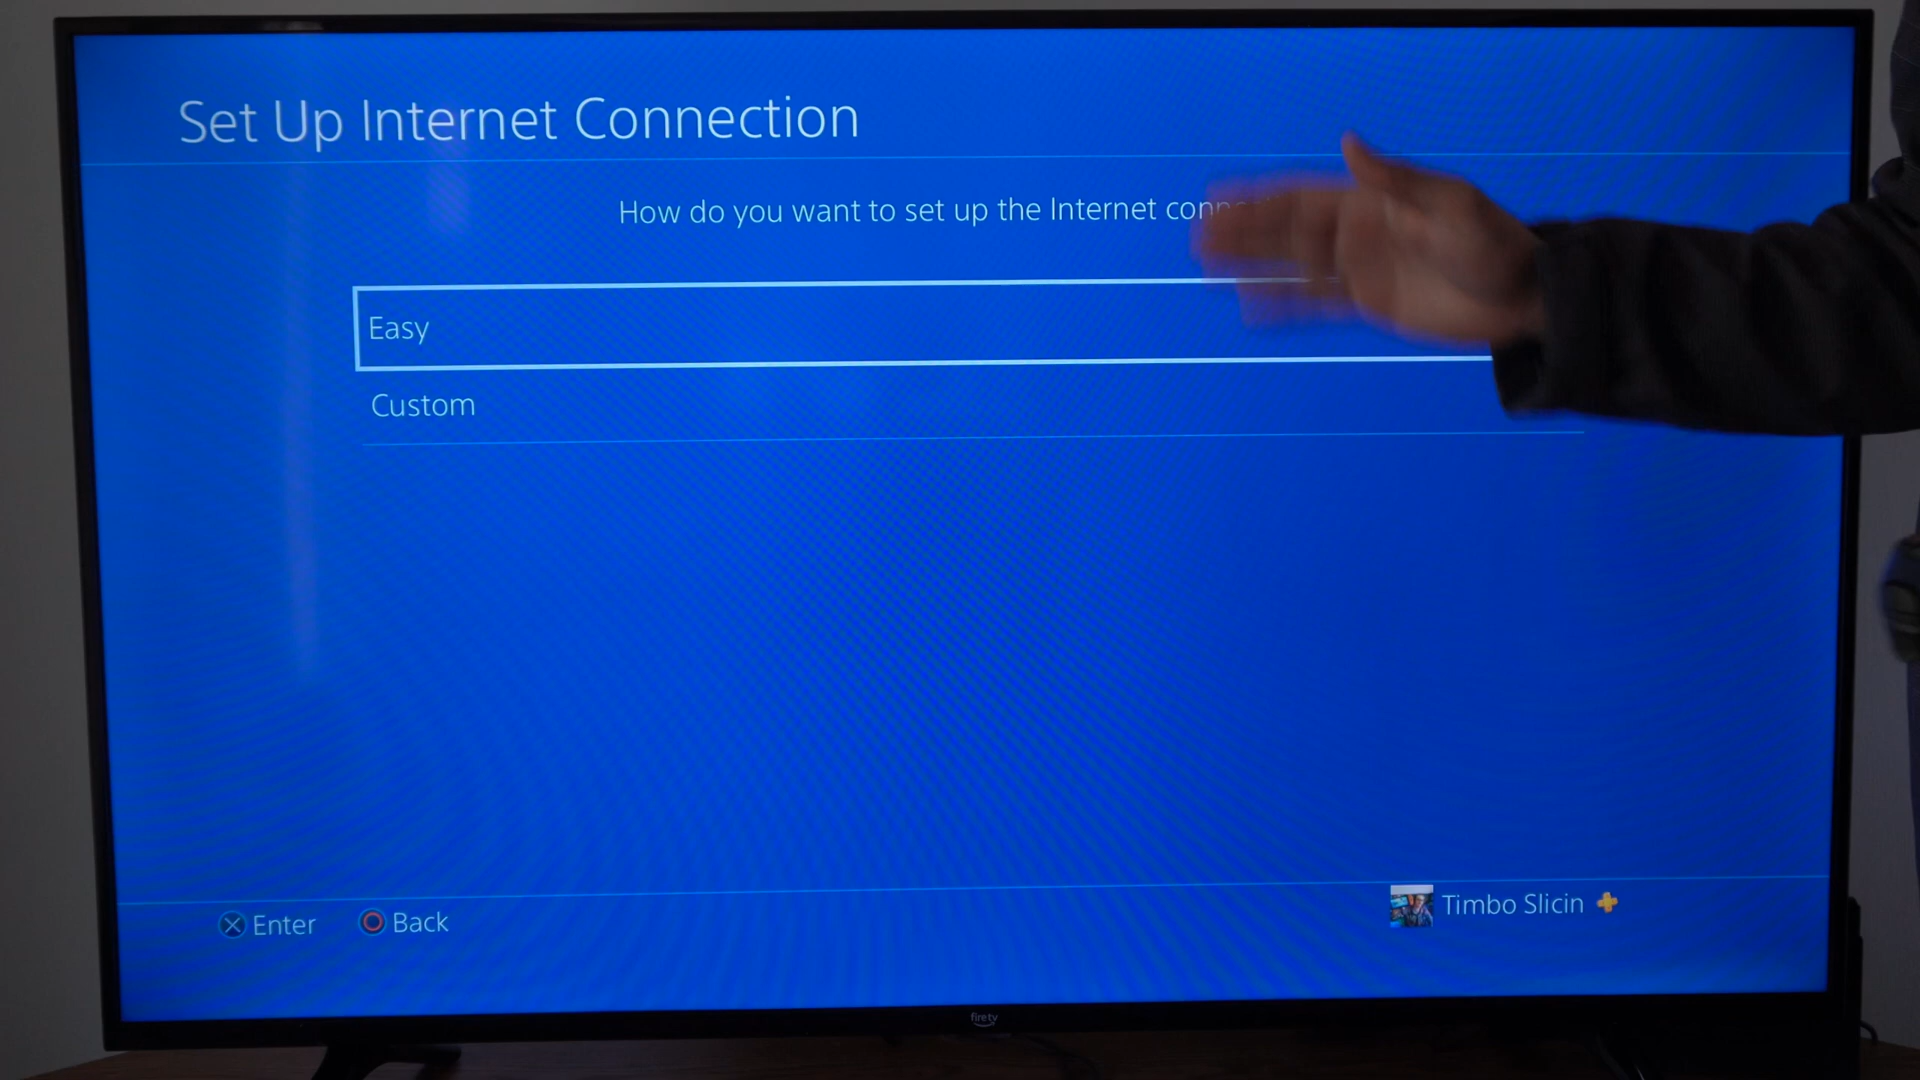 Set Up Internet Connection
How do you want to set up the Internet
Easy
Custom
Enter
Back
Timbo Slicin
firetv